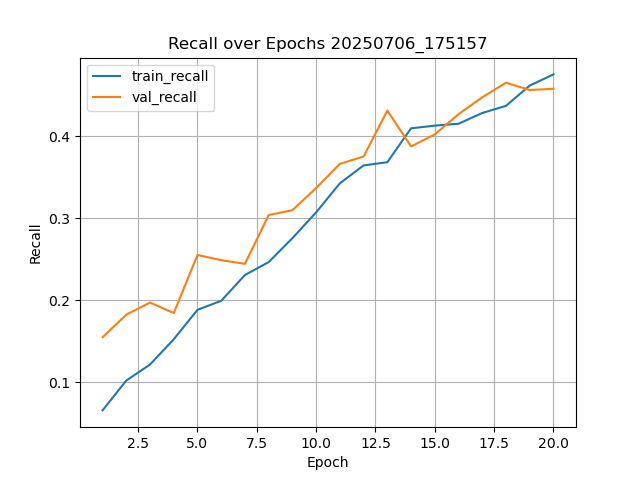 Recall over Epochs 20250706_175157
train_recall
val_recall
0.4
0.3
0.2
0.1
Recall
2.5 5.0 7.5 10.0 12.5 15.0 17.5 20.0
Epoch